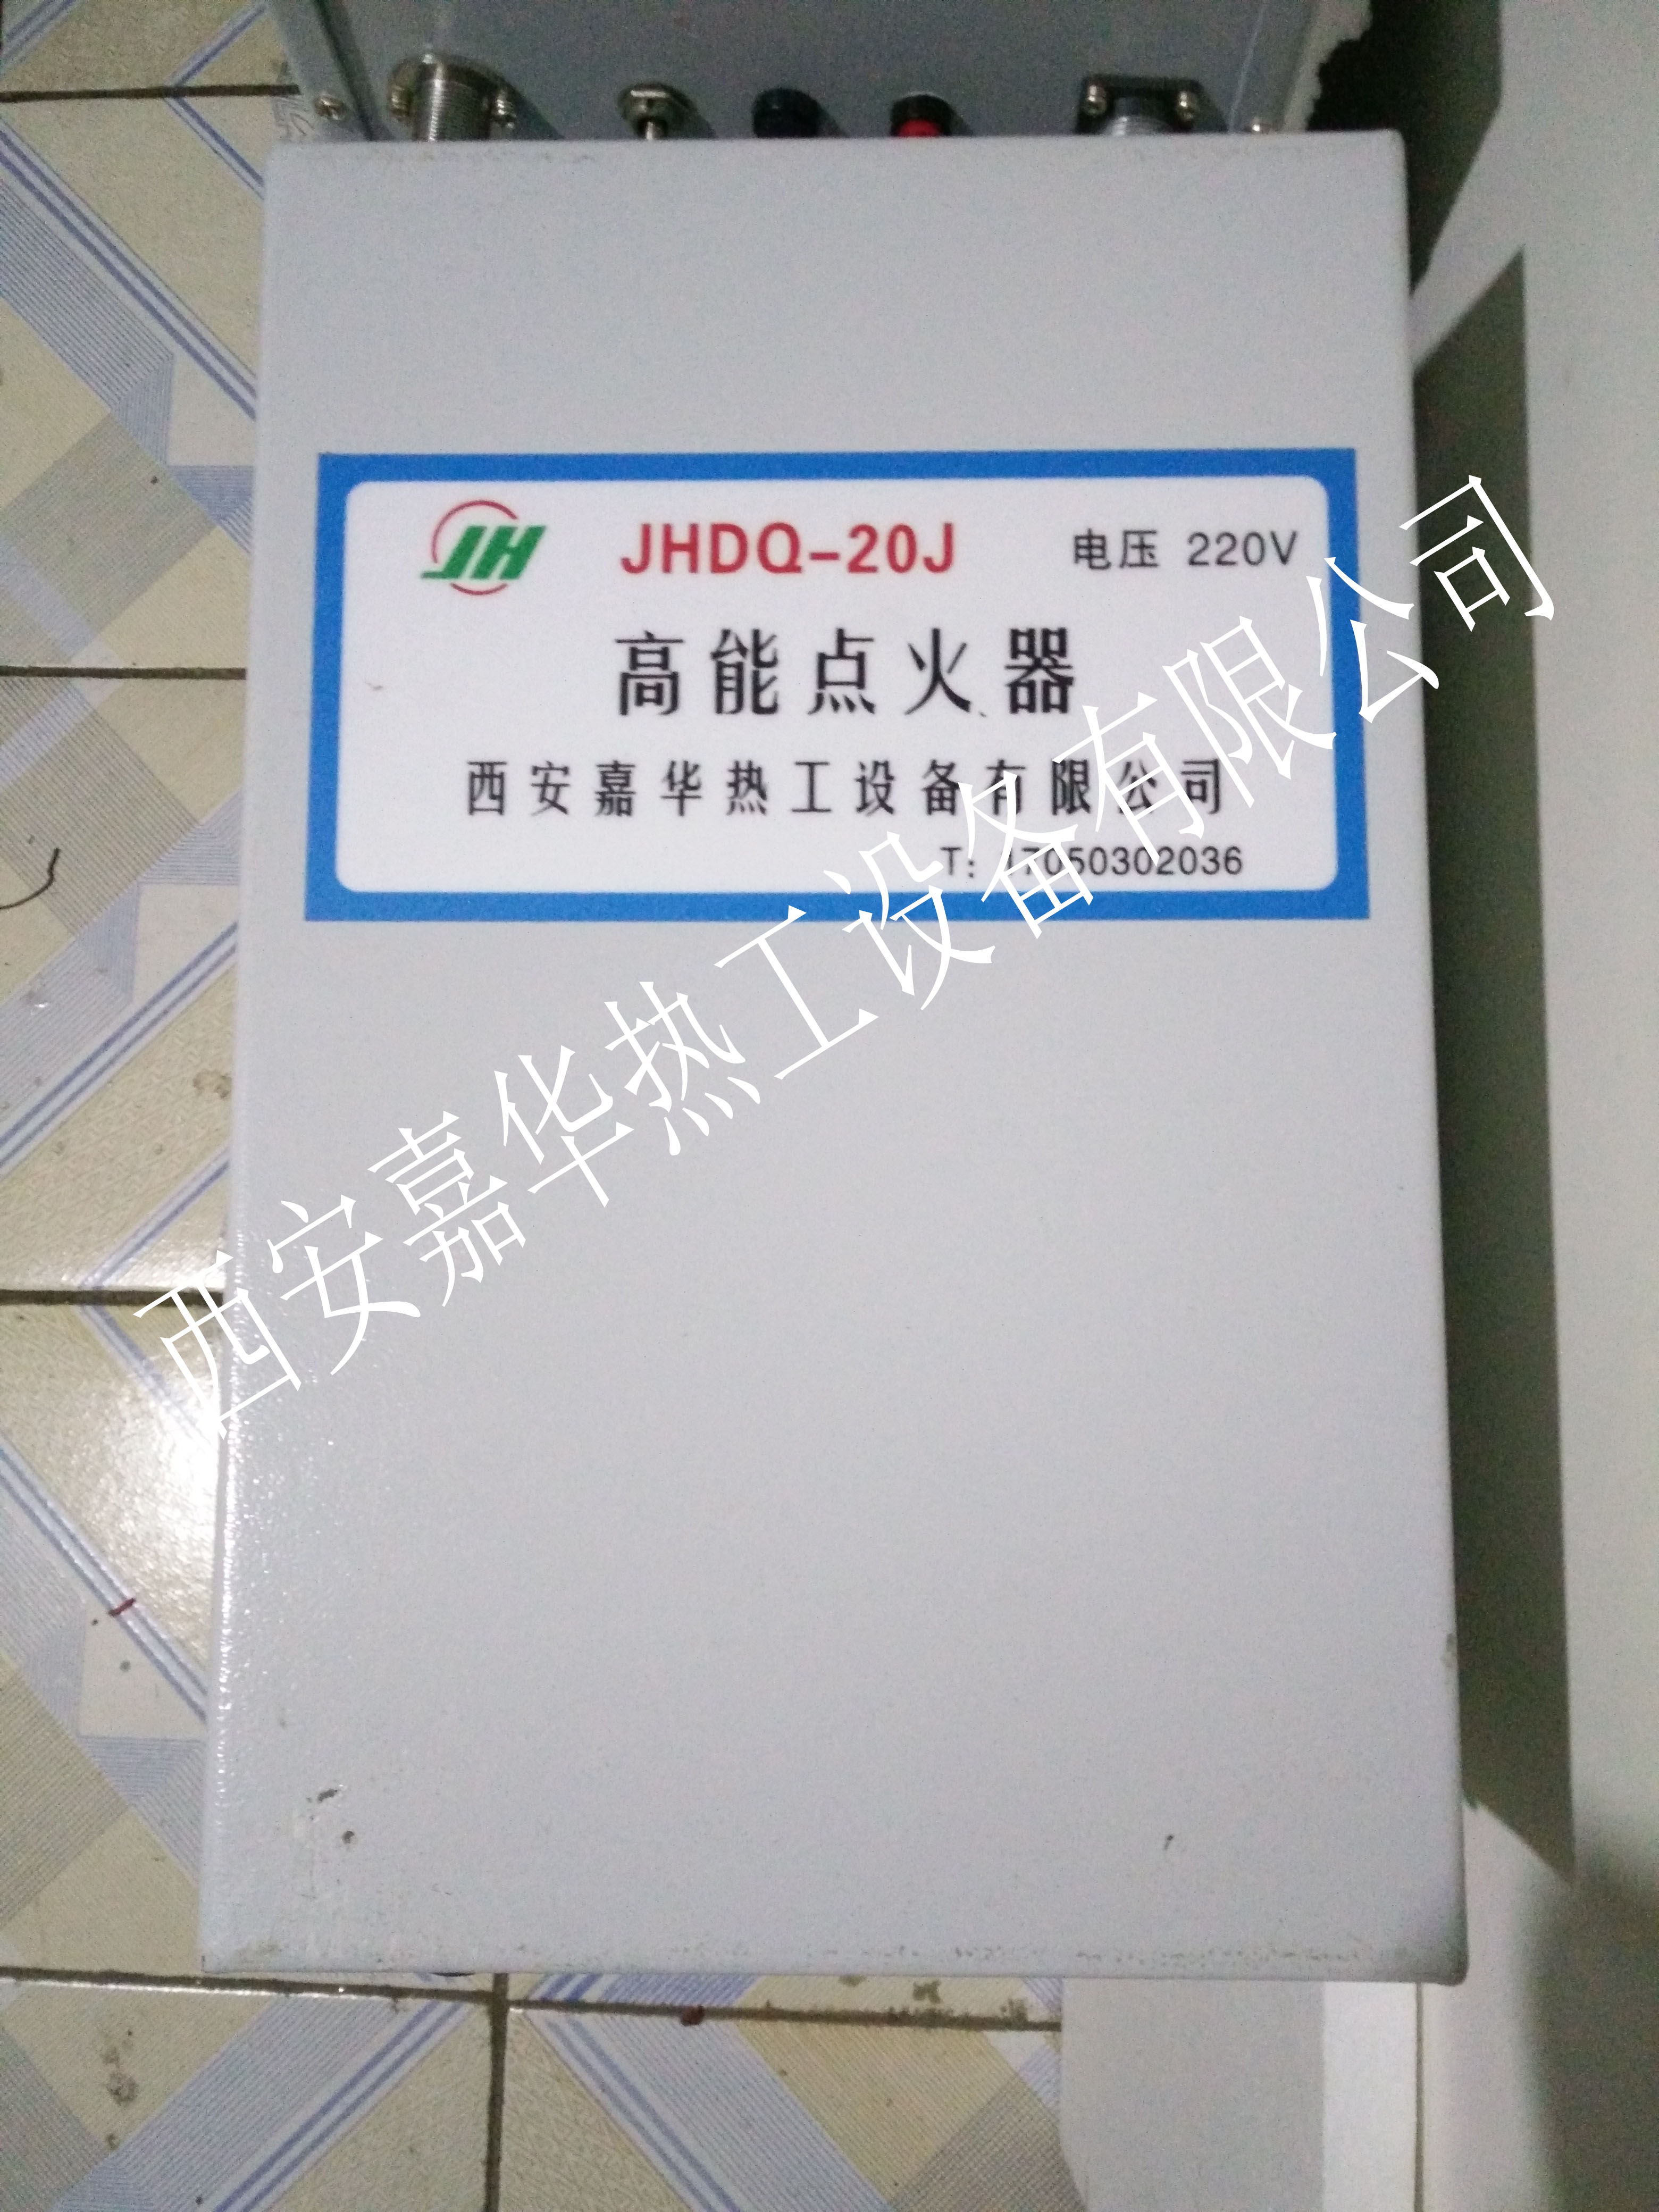 JH JHDQ-20J 电压 220V
高能点火器
西安嘉华热工设备有限公司
T: 17050302036
西安嘉华热工设备有限公司